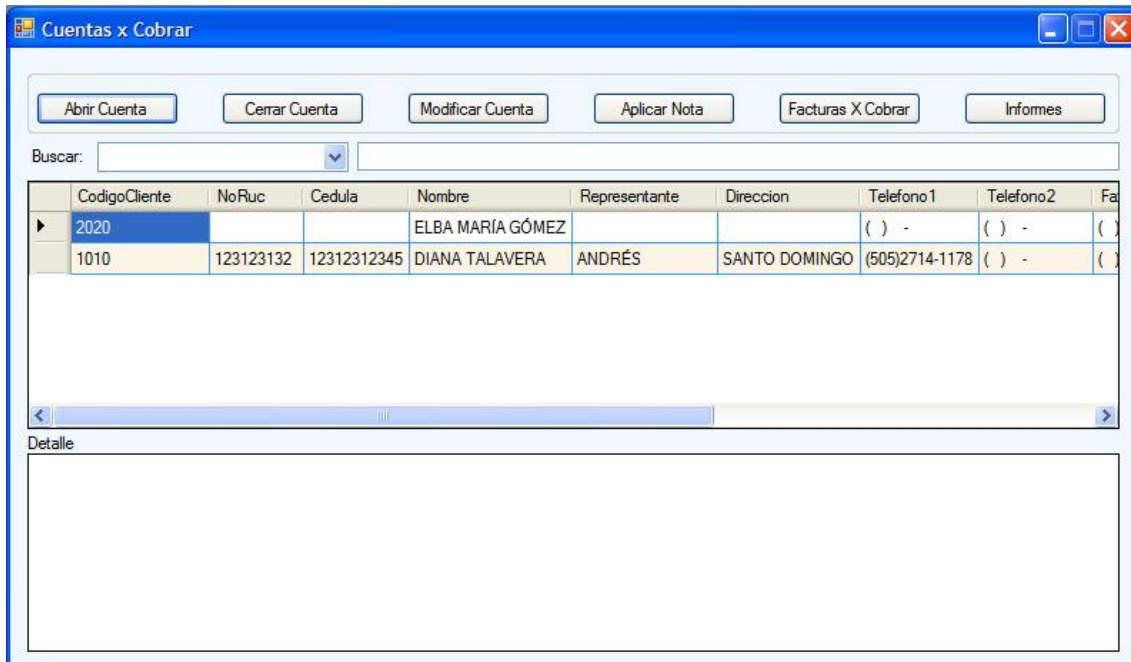 Cuentas x Cobrar
Abrir Cuenta Cerrar Cuenta Modificar Cuenta Aplicar Nota Facturas X Cobrar Informes
Buscar:
CodigoCliente NoRuc Cedula Nombre Representante Direccion Telefono1 Telefono2 Fa
2020 ELBA MARÍA GÓMEZ ( ) - ( ) - ( )
1010 123123132 12312312345 DIANA TALAVERA ANDRÉS SANTO DOMINGO (505)2714-1178 ( ) - ( )
Detalle